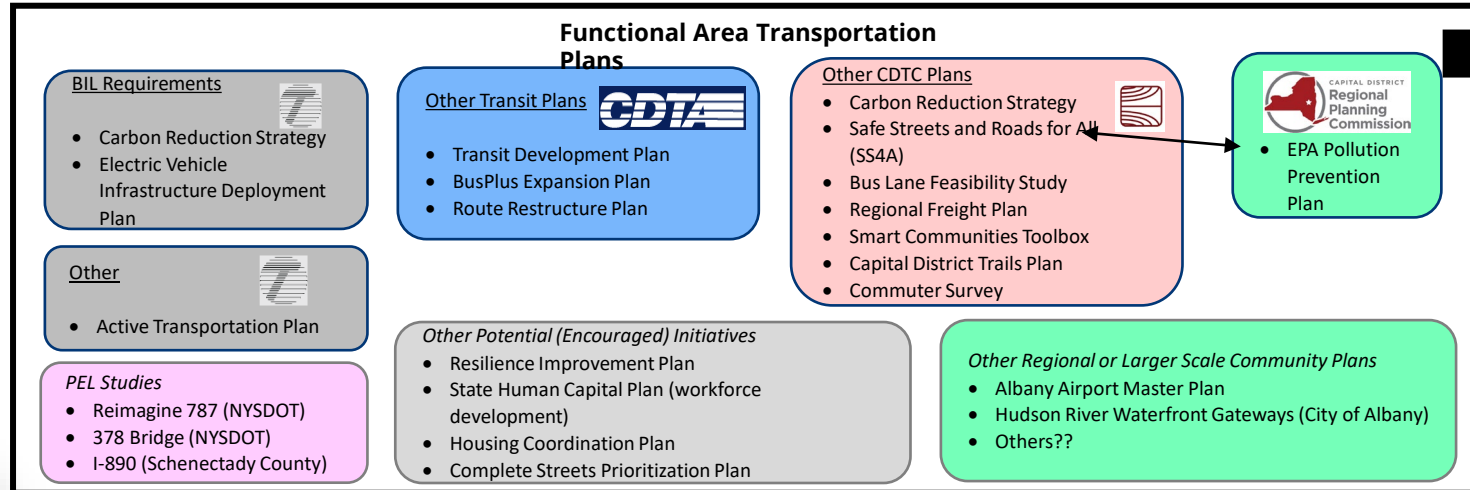 Functional Area Transportation
Plans
BIL Requirements
• Carbon Reduction Strategy
• Electric Vehicle
Infrastructure Deployment
Plan
Other Transit Plans
CDTA
• Transit Development Plan
• BusPlus Expansion Plan
• Route Restructure Plan
Other CDTC Plans
• Carbon Reduction Strategy
• Safe Streets and Roads for All
(SS4A)
• Bus Lane Feasibility Study
• Regional Freight Plan
• Smart Communities Toolbox
• Capital District Trails Plan
• Commuter Survey
CAPITAL DISTRICT
Regional
Planning
Commission
• EPA Pollution
Prevention
Plan
Other
• Active Transportation Plan
PEL Studies
• Reimagine 787 (NYSDOT)
• 378 Bridge (NYSDOT)
• I-890 (Schenectady County)
Other Potential (Encouraged) Initiatives
• Resilience Improvement Plan
• State Human Capital Plan (workforce
development)
• Housing Coordination Plan
• Complete Streets Prioritization Plan
Other Regional or Larger Scale Community Plans
• Albany Airport Master Plan
• Hudson River Waterfront Gateways (City of Albany)
• Others??